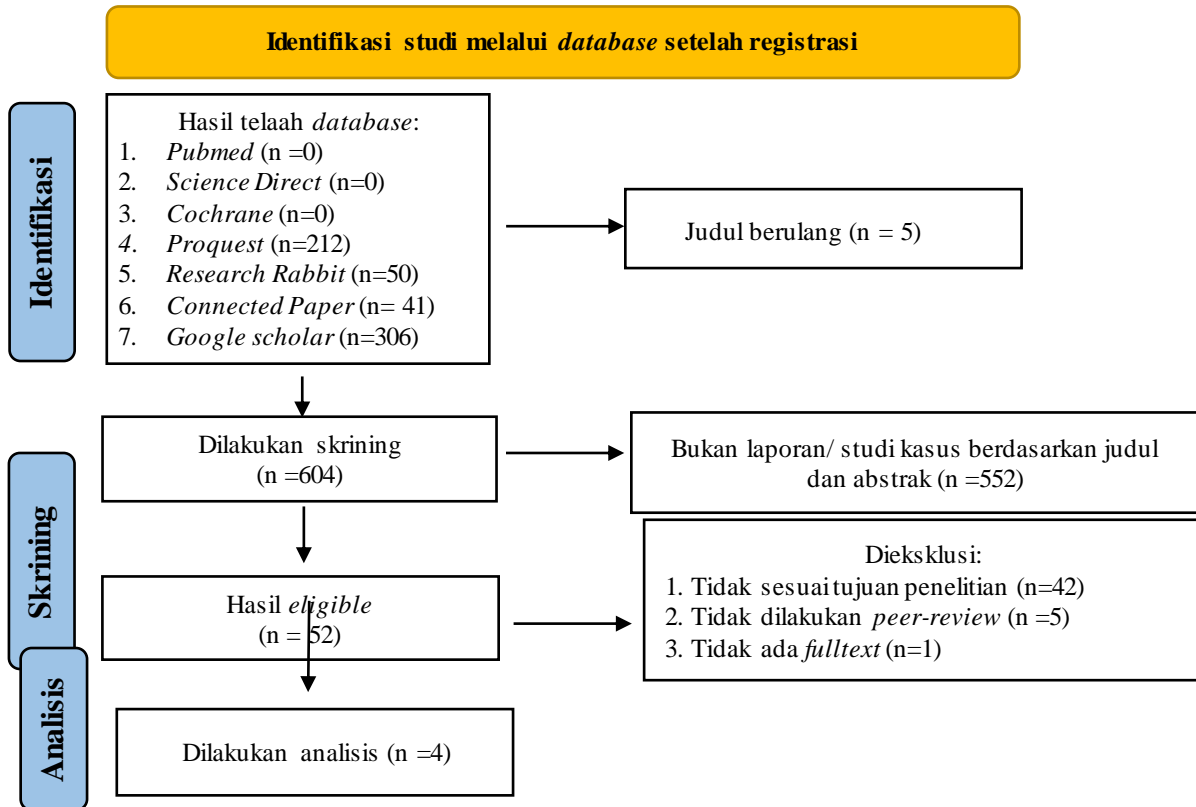 Identifikasi studi melalui database setelah registrasi
Identifikasi
Hasil telaah database:
1. Pubmed (n =0)
2. Science Direct (n=0)
3. Cochrane (n=0)
4. Proquest (n=212)
5. Research Rabbit (n=50)
6. Connected Paper (n= 41)
7. Google scholar (n=306)
Judul berulang (n = 5)
Skrining
Dilakukan skrining
(n =604)
Bukan laporan/ studi kasus berdasarkan judul
dan abstrak (n =552)
Hasil eligible
(n = 52)
Dieksklusi:
1. Tidak sesuai tujuan penelitian (n=42)
2. Tidak dilakukan peer-review (n =5)
3. Tidak ada fulltext (n=1)
Analisis
Dilakukan analisis (n =4)